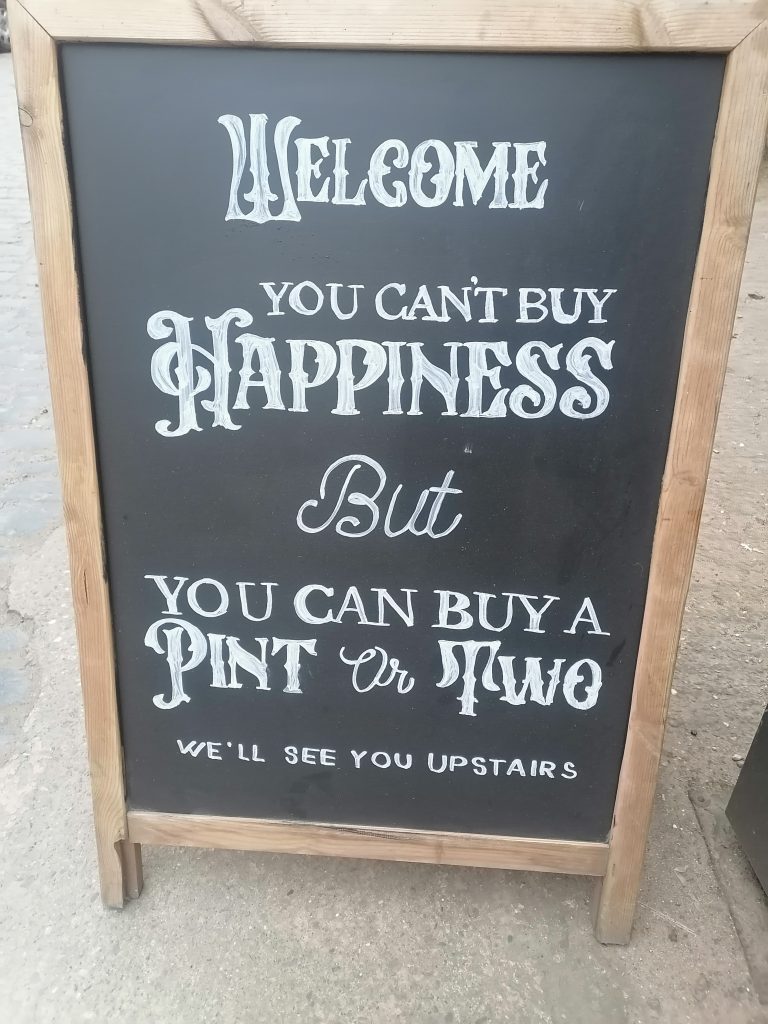 WELCOME
YOU CAN'T BUY
HAPPINESS
But
YOU CAN BUY A
PINT Or TWO
WE'LL SEE YOU UPSTAIRS